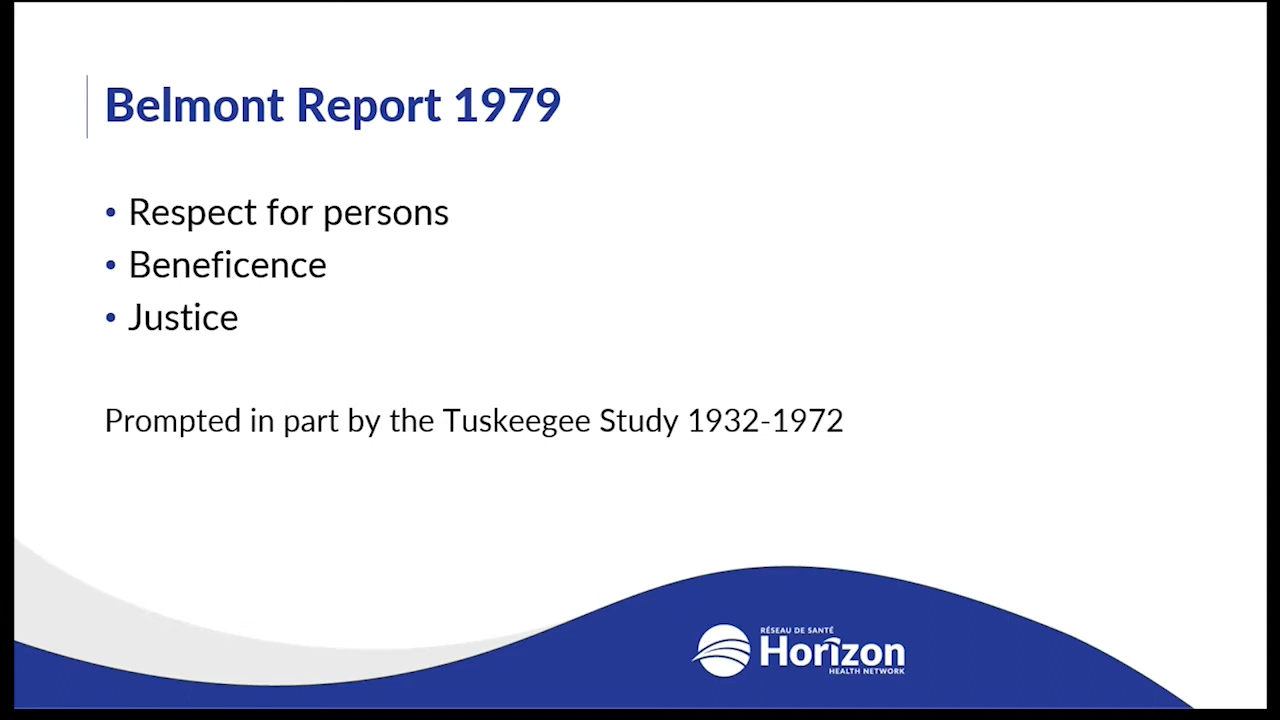 Belmont Report 1979
• Respect for persons
• Beneficence
• Justice
Prompted in part by the Tuskeegee Study 1932-1972
RÉSEAU DE SANTÉ
Horizon
HEALTH NETWORK